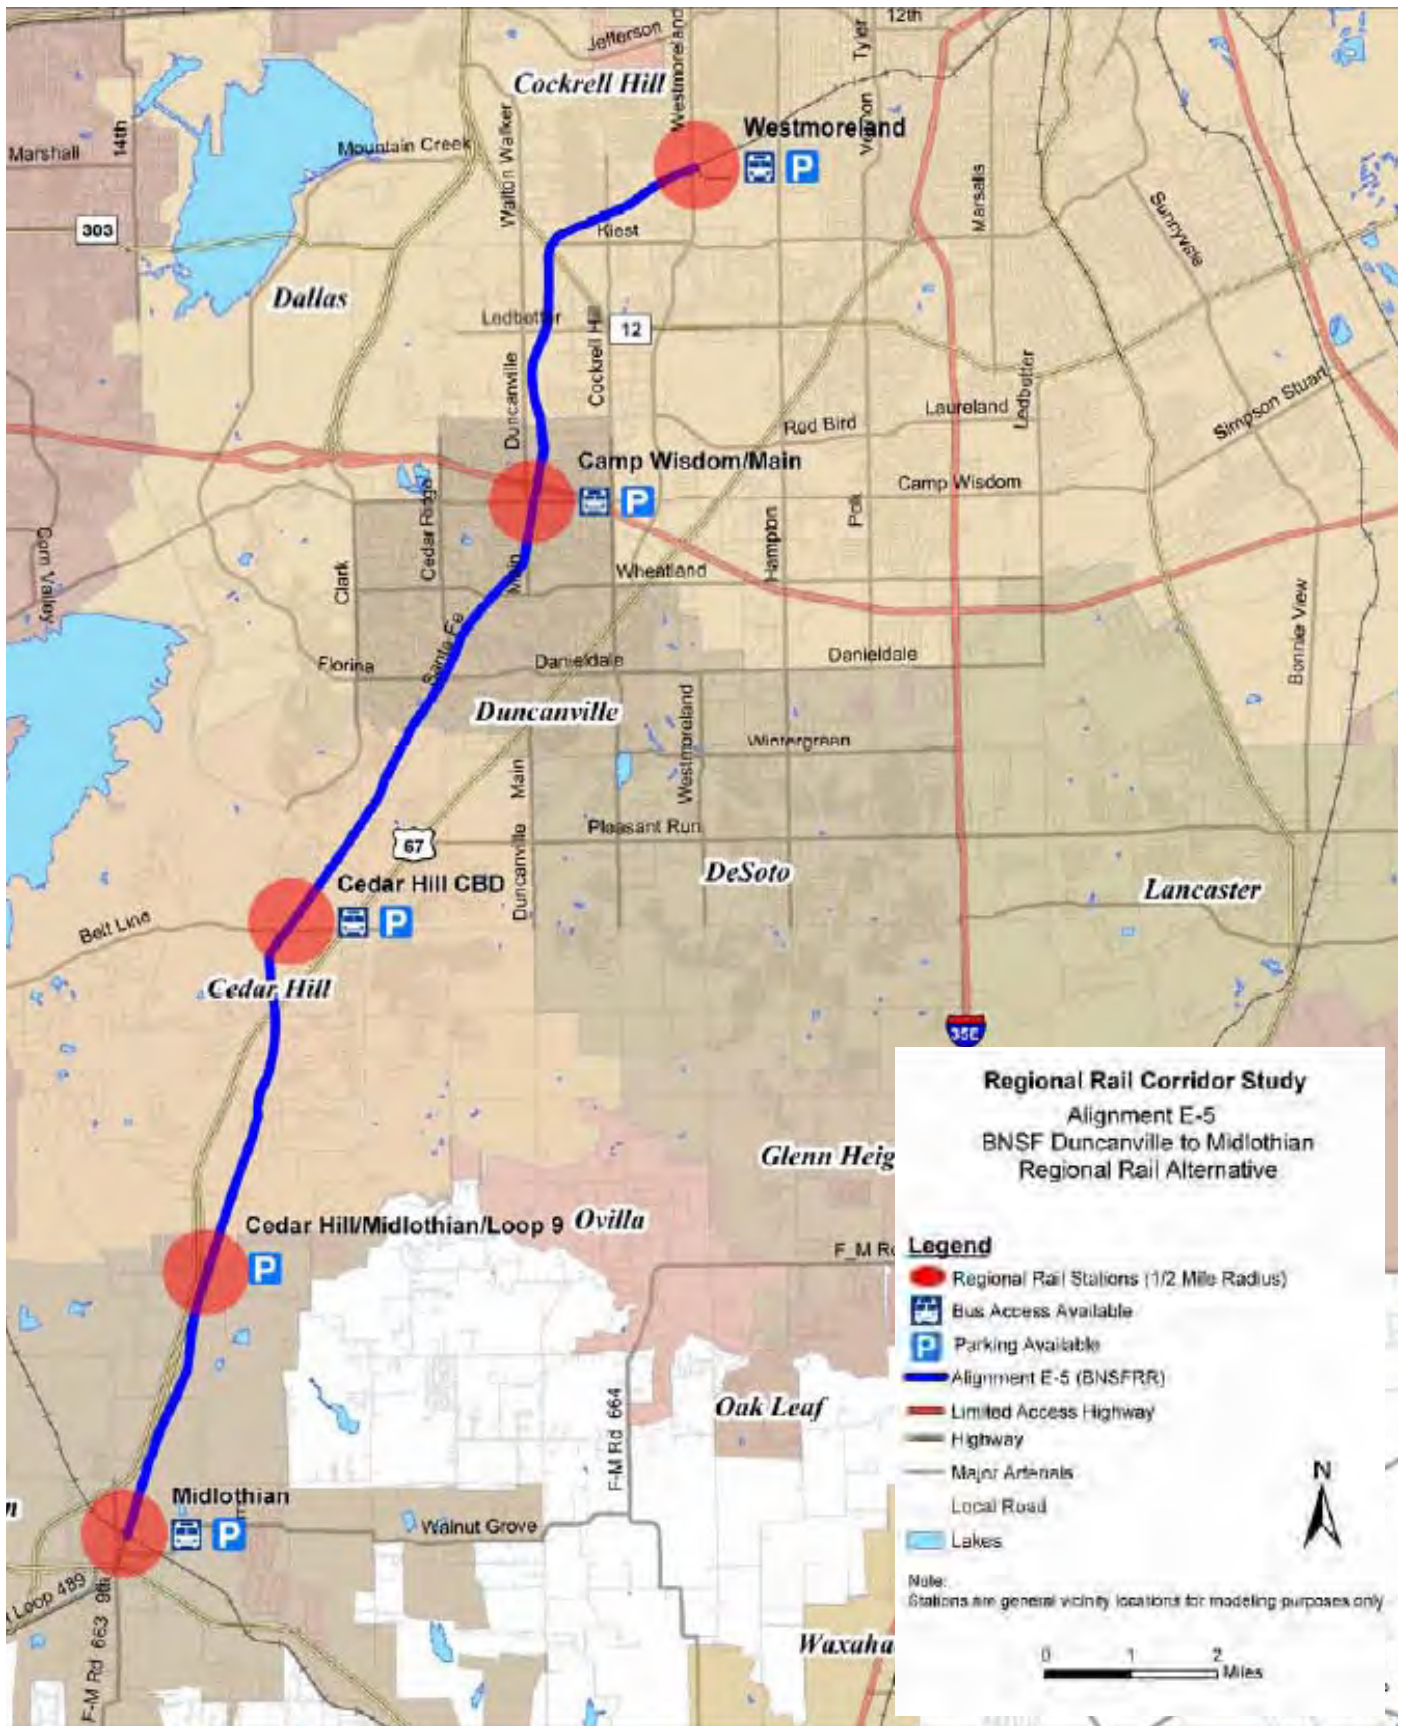 12th
Jefferson
Westmoreland
Tyler
Cockrell Hill
14th
Walton Walker
Westmoreland
Vernon
Marshall
Mountain Creek
Marsalis
Sunnyvale
303
Kiest
Dallas
Ledbetter
12
Cockrell Hill
Duncanville
Ledbetter
Simpson Stuart
Laureland
Red Bird
Camp Wisdom/Main
Camp Wisdom
Cedar Ridge
Polk
Hampton
Corn Valley
Clark
Main
Wheatland
Bonnie View
Santa Fe
Florina
Danieldale
Danieldale
Duncanville
Westmoreland
Wintergreen
Main
Pleasant Run
67
Duncanville
DeSoto
Cedar Hill CBD
Lancaster
Belt Line
Cedar Hill
35E
Regional Rail Corridor Study
Alignment E-5
BNSF Duncanville to Midlothian
Regional Rail Alternative
Glenn Heig
Cedar Hill/Midlothian/Loop 9
Ovilla
F_M Ro
P
Legend
Regional Rail Stations (1/2 Mile Radius)
Bus Access Available
P
Parking Available
Alignment E-5 (BNSFRR)
Limited Access Highway
Highway
Major Arterials
Local Road
Lakes
N
F-M Rd 664
Oak Leaf
Midlothian
P
Walnut Grove
Loop 489
9th
F-M Rd 663
Note:
Stations are general vicinity locations for modeling purposes only
Waxaha
0 1 2
Miles